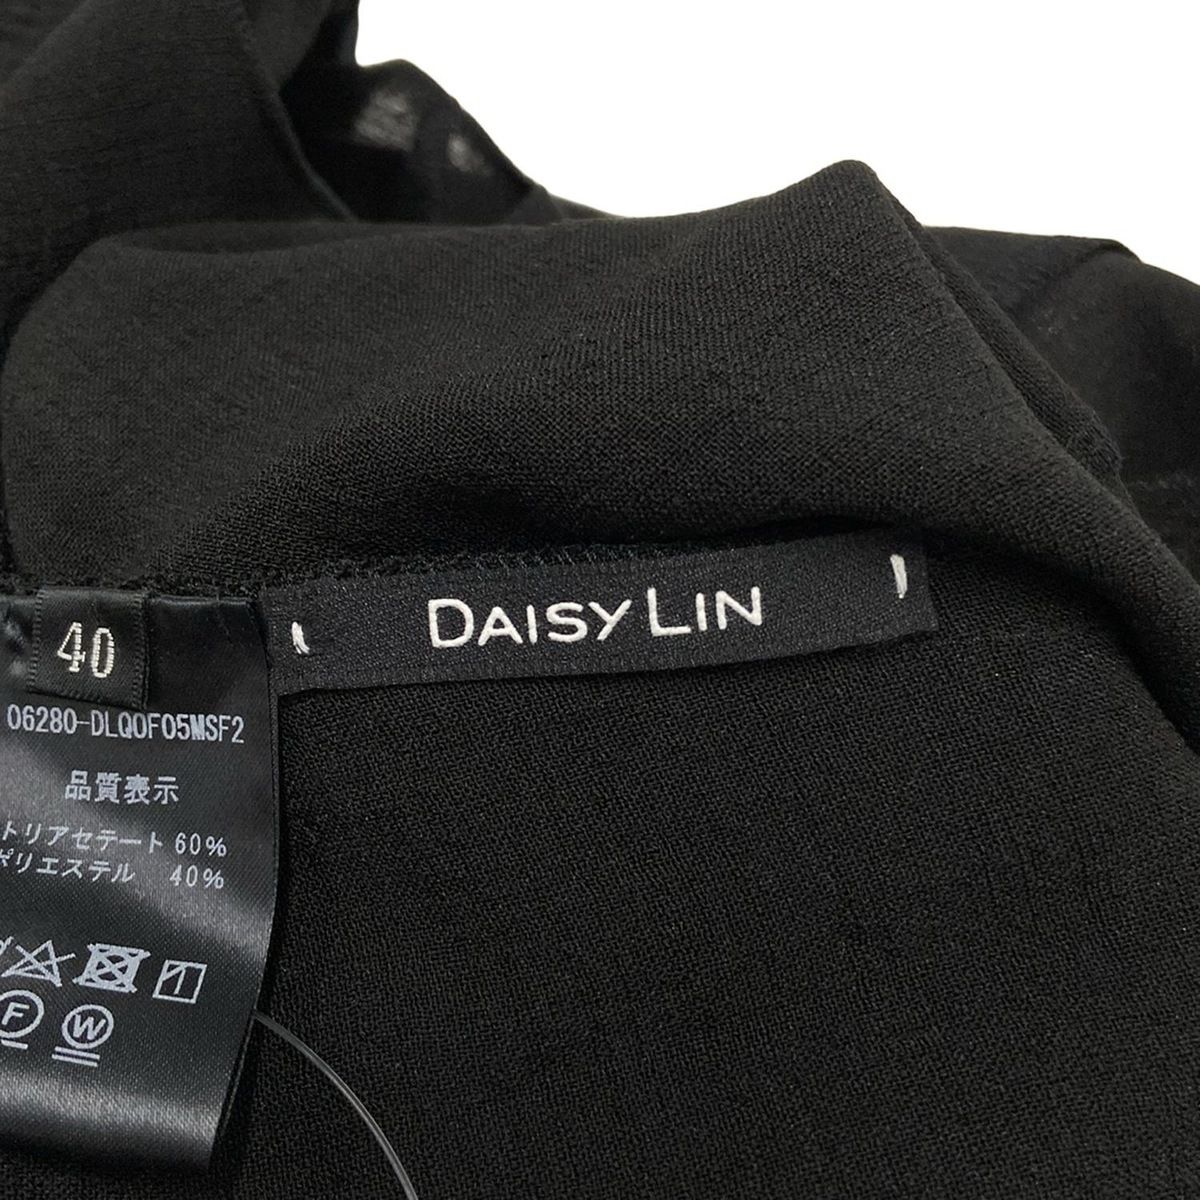 DAISY LIN
40
06280-DLQ0F05MSF2
品質表示
トリアセテート 60%
ポリエステル 40%
F W